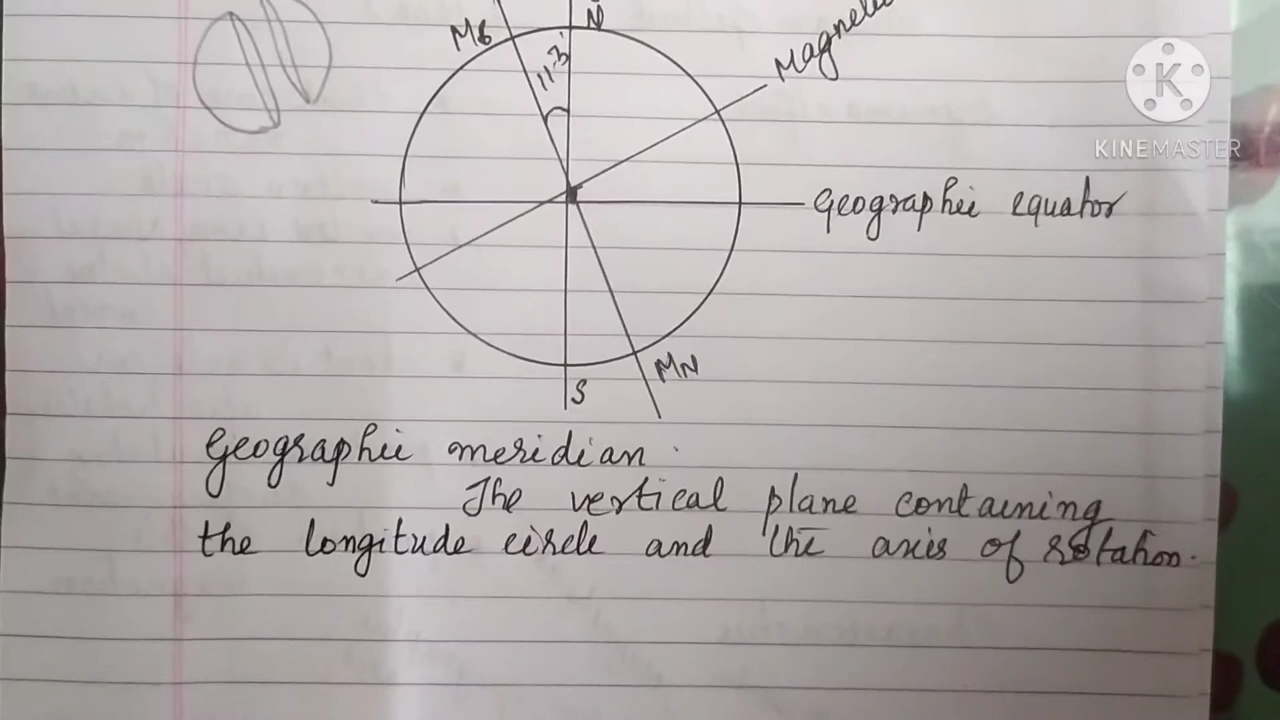 N
MS
11.3°
Magnetic
K
KINEMASTER
Geographic equator
MN
S
Geographic meridian.
The vertical plane containing
the longitude circle and the axis of rotation.